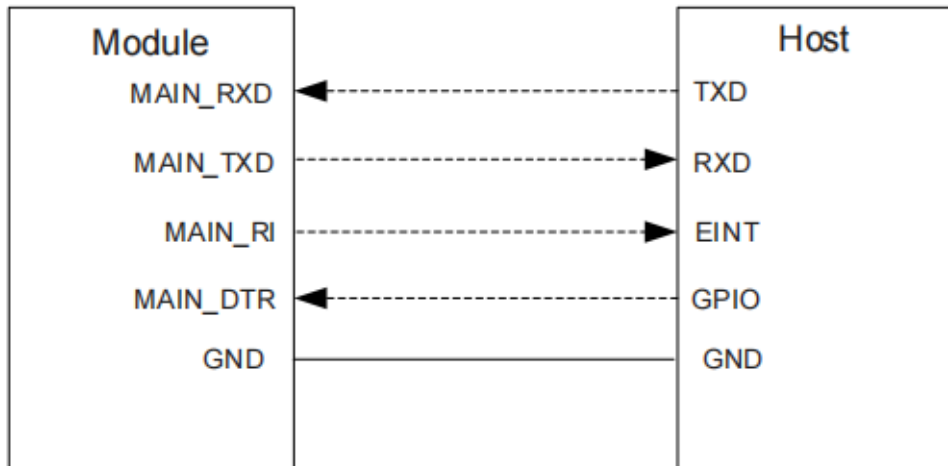 Module Host
MAIN_RXD TXD
MAIN_TXD RXD
MAIN_RI EINT
MAIN_DTR GPIO
GND GND